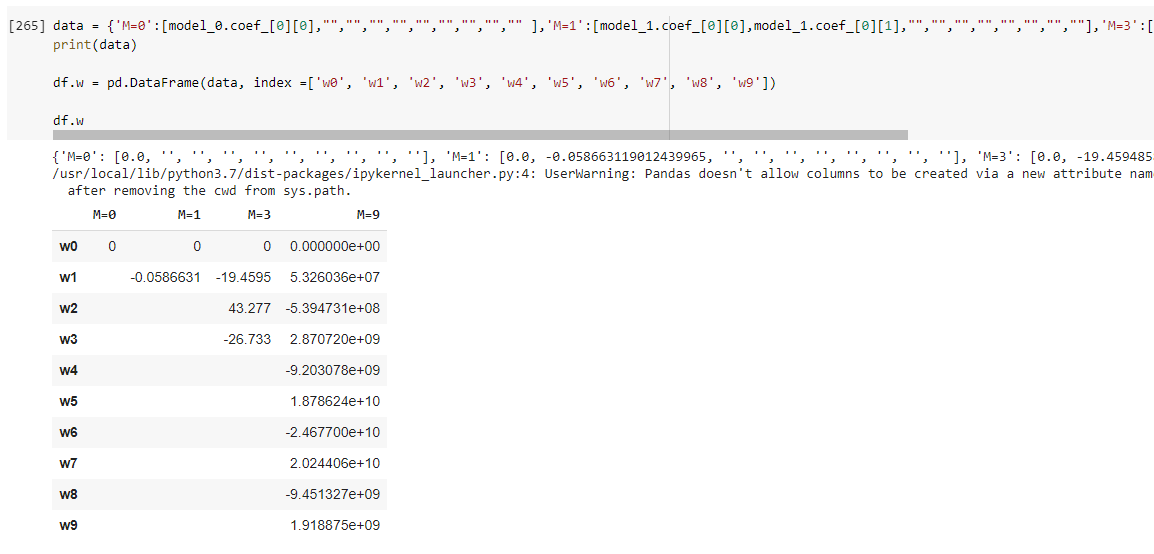 [265] data = {'M=0':[model_0.coef_[0][0],"","","","","","","","","" ],'M=1':[model_1.coef_[0][0],model_1.coef_[0][1],"","","","","","","",""],'M=3':[
print(data)
df.w = pd.DataFrame(data, index =['w0', 'w1', 'w2', 'w3', 'w4', 'w5', 'w6', 'w7', 'w8', 'w9'])
df.w
{'M=0': [0.0, '', '', '', '', '', '', '', '', ''], 'M=1': [0.0, -0.058663119012439965, '', '', '', '', '', '', '', ''], 'M=3': [0.0, -19.459485
/usr/local/lib/python3.7/dist-packages/ipykernel_launcher.py:4: UserWarning: Pandas doesn't allow columns to be created via a new attribute nam
after removing the cwd from sys.path.
M=0 M=1 M=3 M=9
w0 0 0 0 0.000000e+00
w1 -0.0586631 -19.4595 5.326036e+07
w2 43.277 -5.394731e+08
w3 -26.733 2.870720e+09
w4 -9.203078e+09
w5 1.878624e+10
w6 -2.467700e+10
w7 2.024406e+10
w8 -9.451327e+09
w9 1.918875e+09